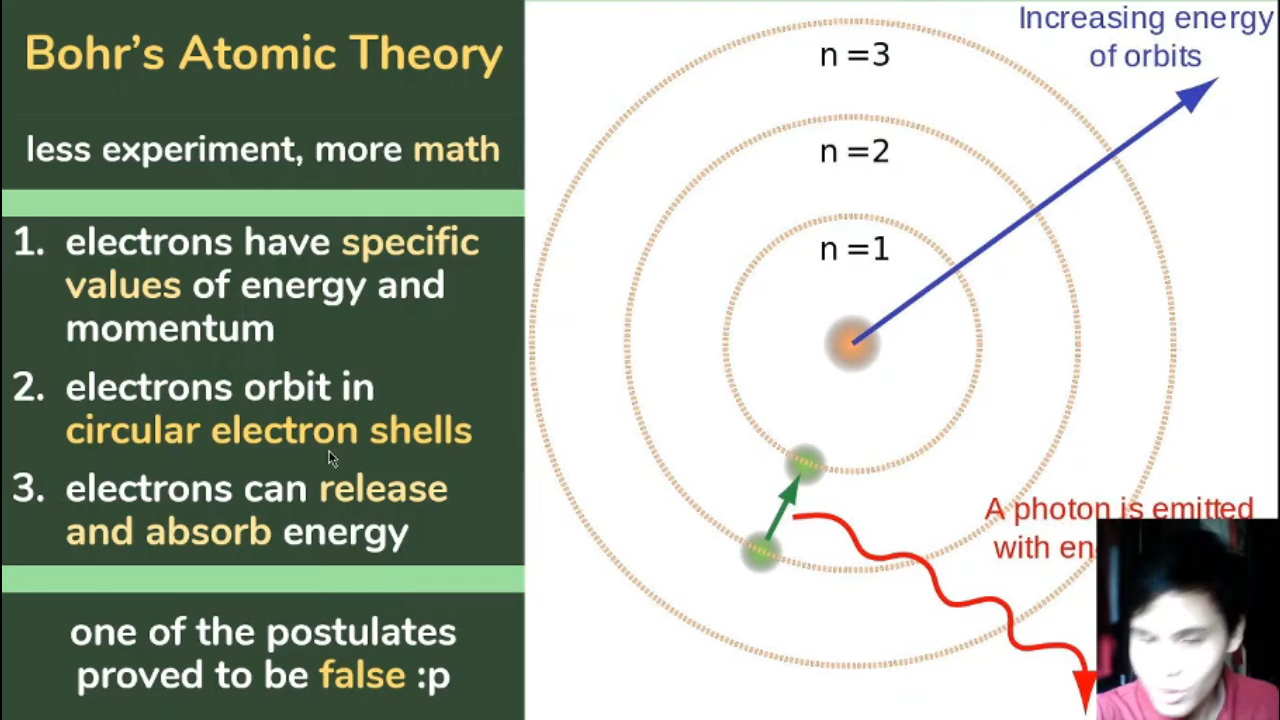 Bohr's Atomic Theory
less experiment, more math
1. electrons have specific
values of energy and
momentum
2. electrons orbit in
circular electron shells
3. electrons can release
and absorb energy
one of the postulates
proved to be false :p
Increasing energy
of orbits
n = 3
n = 2
n = 1
A photon is emitted
with